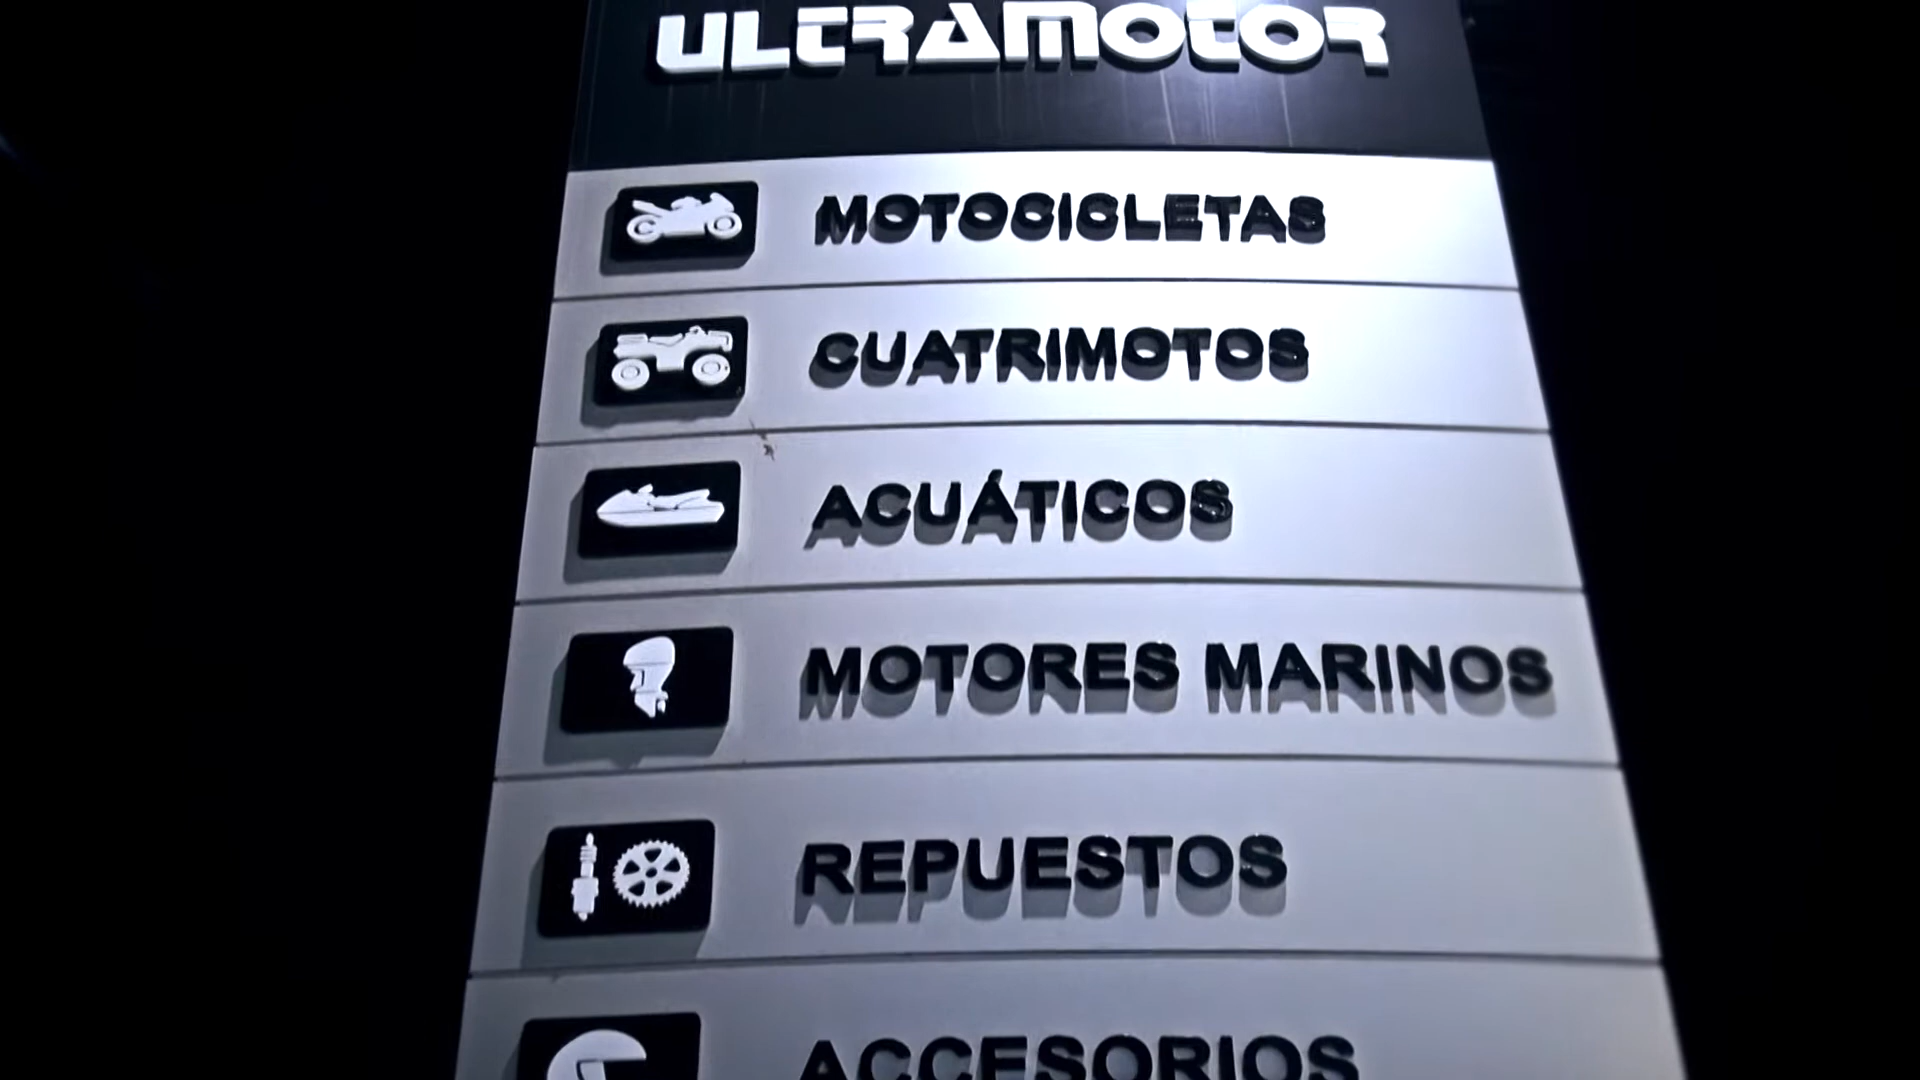 ULTRAMOTOR
MOTOCICLETAS
CUATRIMOTOS
ACUÁTICOS
MOTORES MARINOS
REPUESTOS
ACCESORIOS